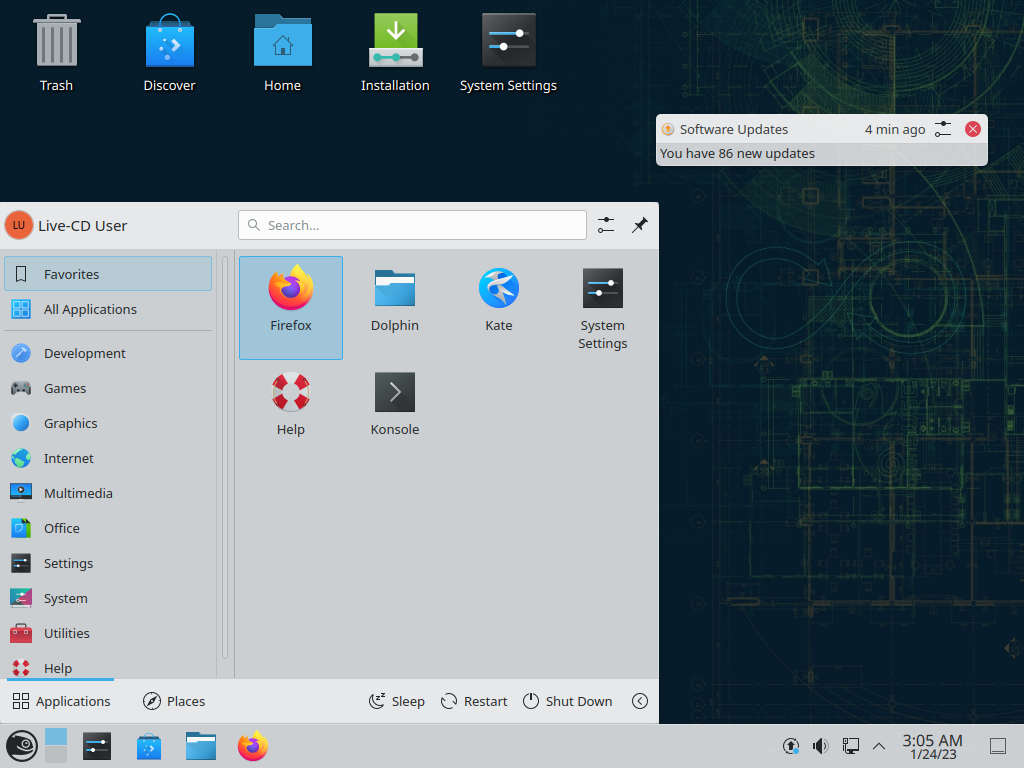 Trash
Discover
Home
Installation
System Settings
Software Updates
4 min ago
You have 86 new updates
LU
Live-CD User
Search...
Favorites
All Applications
Development
Games
Graphics
Internet
Multimedia
Office
Settings
System
Utilities
Help
Firefox
Dolphin
Kate
System
Settings
Help
Konsole
Applications
Places
Sleep
Restart
Shut Down
3:05 AM
1/24/23